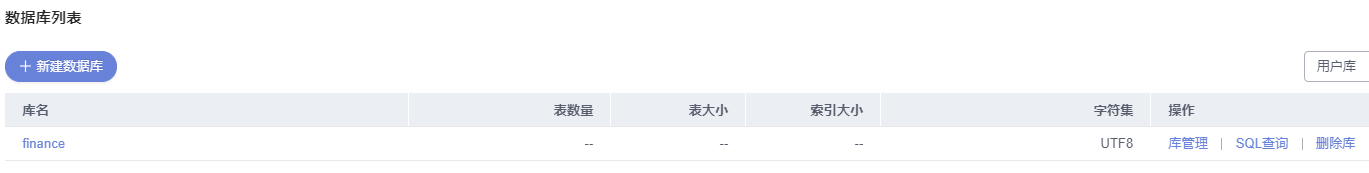 数据库列表
+ 新建数据库
用户库
库名 表数量 表大小 索引大小 字符集 操作
finance -- -- -- UTF8 库管理 | SQL查询 | 删除库